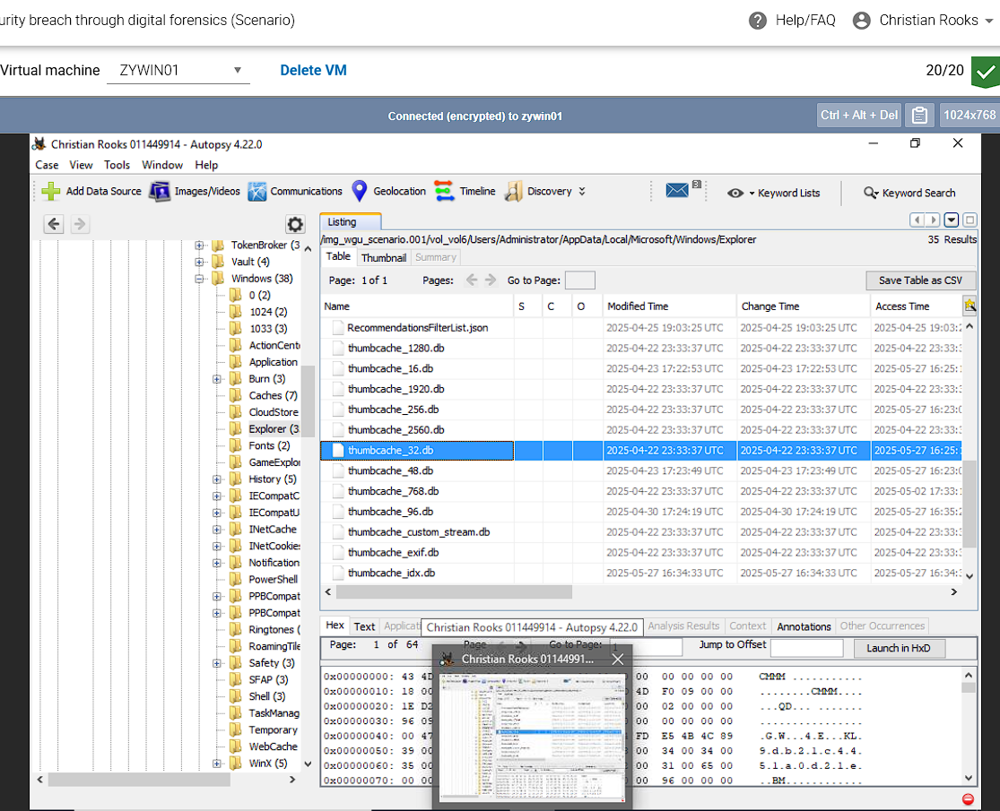 urity breach through digital forensics (Scenario)
Help/FAQ
Christian Rooks
Virtual machine
ZYWIN01
Delete VM
20/20
Connected (encrypted) to zywin01
Ctrl + Alt + Del
1024x768
Christian Rooks 011449914 - Autopsy 4.22.0
Case View Tools Window Help
Add Data Source
Images/Videos
Communications
Geolocation
Timeline
Discovery
3
Keyword Lists
Keyword Search
TokenBroker (3
Vault (4)
Windows (38)
0 (2)
1024 (2)
1033 (3)
ActionCent
Application
Burn (3)
Caches (7)
CloudStore
Explorer (3
Fonts (2)
GameExplo
History (5)
IECompatC
IECompatU
INetCache
INetCookies
Notification
PowerShell
PPBCompat
PPBCompat
Ringtones (
RoamingTile
Safety (3)
SFAP (3)
Shell (3)
TaskManag
Temporary
WebCache
WinX (5)
Listing
/img_wgu_scenario.001/vol_vol6/Users/Administrator/AppData/Local/Microsoft/Windows/Explorer
35 Results
Table Thumbnail Summary
Page: 1 of 1 Pages: Go to Page:
Save Table as CSV
Name S C O Modified Time Change Time Access Time
RecommendationsFilterList.json 2025-04-25 19:03:25 UTC 2025-04-25 19:03:25 UTC 2025-04-25 19:03:2
thumbcache_1280.db 2025-04-22 23:33:37 UTC 2025-04-22 23:33:37 UTC 2025-04-22 23:33:3
thumbcache_16.db 2025-04-23 17:22:53 UTC 2025-04-23 17:22:53 UTC 2025-05-27 16:25:
thumbcache_1920.db 2025-04-22 23:33:37 UTC 2025-04-22 23:33:37 UTC 2025-04-22 23:33:3
thumbcache_256.db 2025-04-22 23:33:37 UTC 2025-04-22 23:33:37 UTC 2025-05-27 16:23:0
thumbcache_2560.db 2025-04-22 23:33:37 UTC 2025-04-22 23:33:37 UTC 2025-04-22 23:33:3
thumbcache_32.db 2025-04-22 23:33:37 UTC 2025-04-22 23:33:37 UTC 2025-05-27 16:25:
thumbcache_48.db 2025-04-23 17:23:49 UTC 2025-04-23 17:23:49 UTC 2025-05-27 16:23:0
thumbcache_768.db 2025-04-22 23:33:37 UTC 2025-04-22 23:33:37 UTC 2025-05-02 17:33:
thumbcache_96.db 2025-04-30 17:24:19 UTC 2025-04-30 17:24:19 UTC 2025-05-27 16:35:2
thumbcache_custom_stream.db 2025-04-22 23:33:37 UTC 2025-04-22 23:33:37 UTC 2025-04-22 23:33:3
thumbcache_exif.db 2025-04-22 23:33:37 UTC 2025-04-22 23:33:37 UTC 2025-04-22 23:33:3
thumbcache_idx.db 2025-05-27 16:34:33 UTC 2025-05-27 16:34:33 UTC 2025-05-27 16:34:
Hex Text Applicati Christian Rooks 011449914 - Autopsy 4.22.0 Analysis Results Context Annotations Other Occurrences
Page: 1 of 64 Page Go to Page: 1 Jump to Offset Launch in HxD
Christian Rooks 01144991...
0x00000000: 43 4D 00 00 00 00 CMMM ...........
0x00000010: 18 00 4D F0 09 00 00 ........CMMM....
0x00000020: 1E D2 00 02 00 00 00 ...QD... .......
0x00000030: 96 09 00 00 00 00 00 ................
0x00000040: 00 47 FD E5 4B 4C 89 .G.W...4.E...KL.
0x00000050: 39 00 00 34 00 34 00 9.d.b.2.1.c.4.4.
0x00000060: 35 00 00 31 00 65 00 5.1.a.0.d.2.1.e.
0x00000070: 00 00 00 96 00 00 00 ..BM............